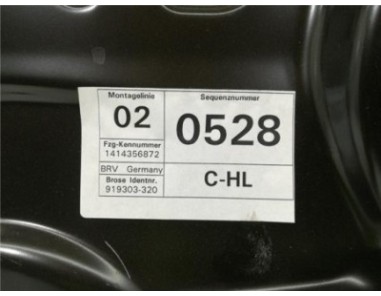 Montagelinie
02
Sequenznummer
0528
Fzg-Kennummer
1414356872
BRV Germany
Brose Identnr.
919303-320
C-HL